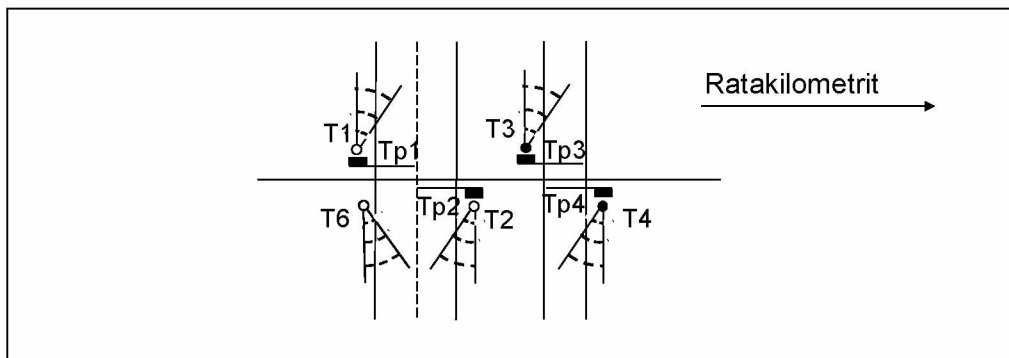 Ratakilometrit
T1
Tp1
T3
Tp3
T6
Tp2
T2
Tp4
T4